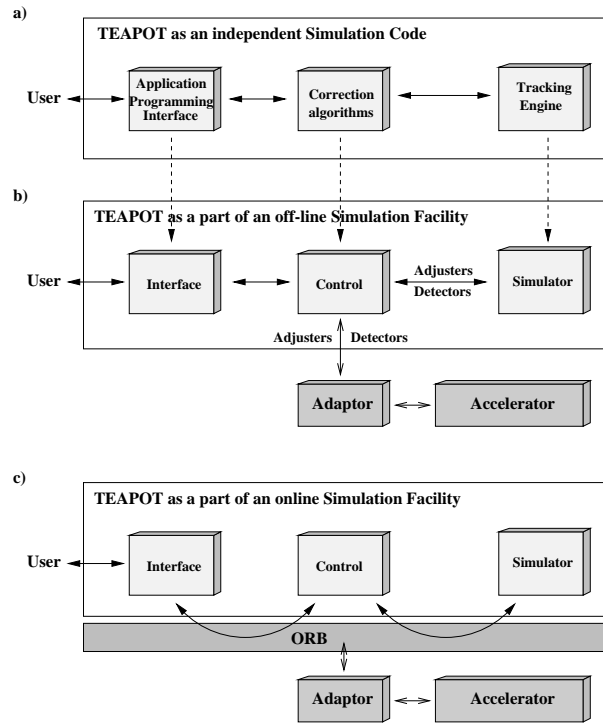 a)
TEAPOT as an independent Simulation Code
User
Application
Programming
Interface
Correction
algorithms
Tracking
Engine
b)
TEAPOT as a part of an off-line Simulation Facility
User
Interface
Control
Adjusters
Detectors
Simulator
Adjusters
Detectors
Adaptor
Accelerator
c)
TEAPOT as a part of an online Simulation Facility
User
Interface
Control
Simulator
ORB
Adaptor
Accelerator